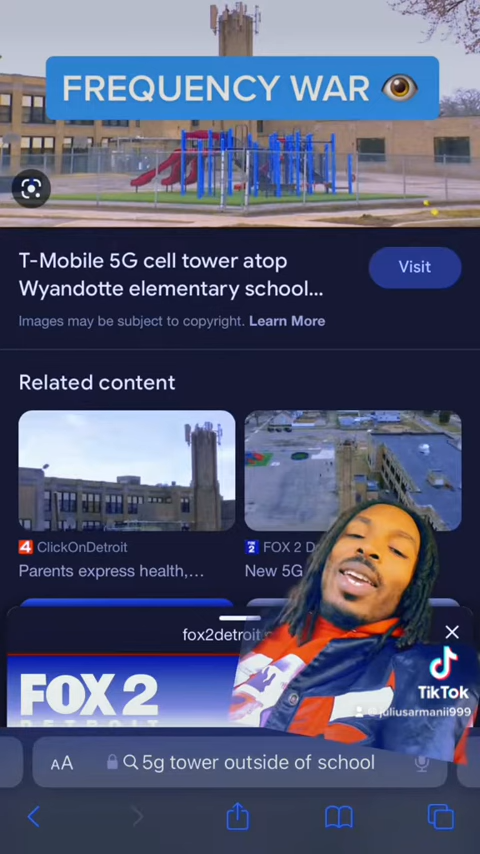 FREQUENCY WAR 👁️
T-Mobile 5G cell tower atop
Wyandotte elementary school...
Visit
Images may be subject to copyright. Learn More
Related content
4 ClickOnDetroit
FOX 2 D
Parents express health,...
New 5G
fox2detroit
FOX 2
DETROIT
TikTok
@juliusarmanii999
AA
5g tower outside of school